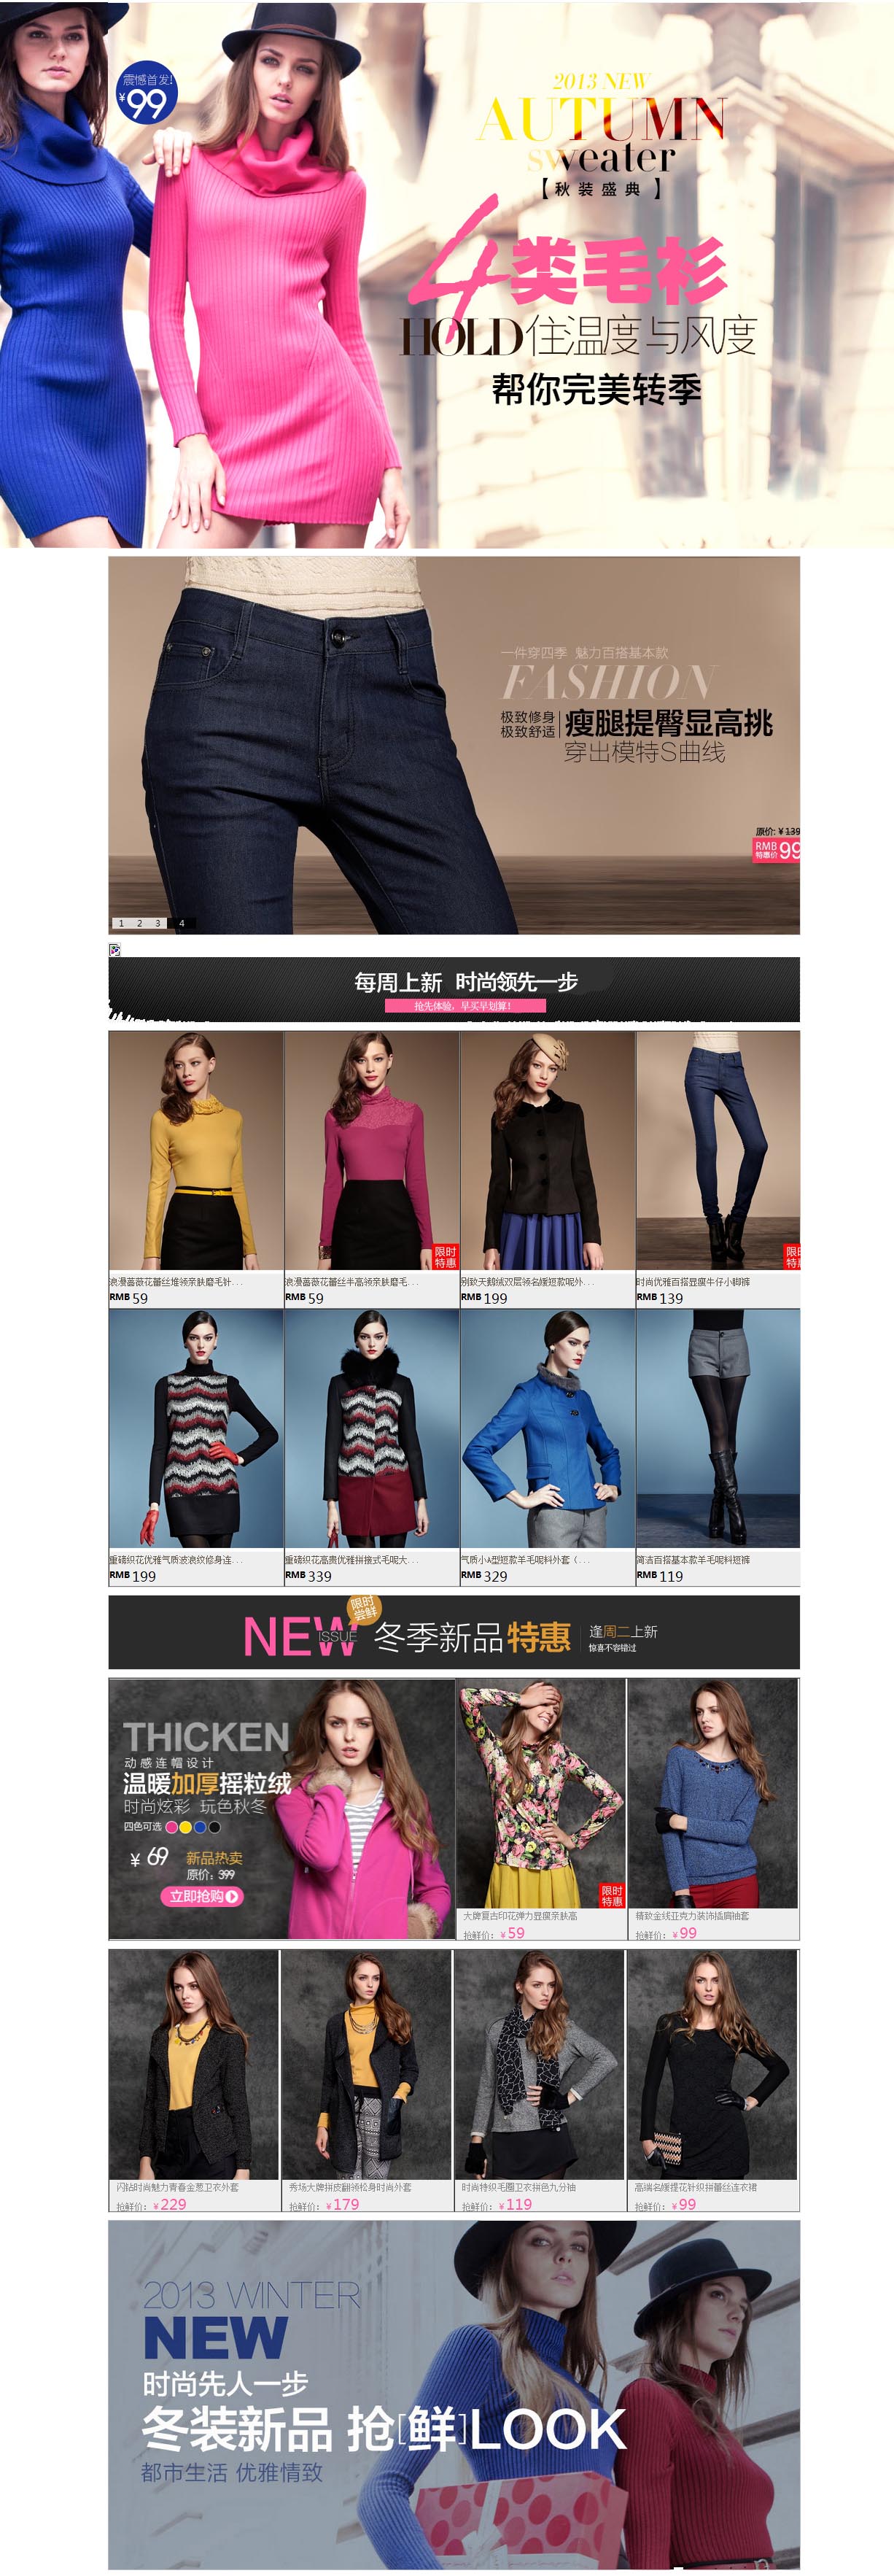 震撼首发!
¥99
2013 NEW
AUTUMN
sweater
【秋装盛典】
4类毛衫
HOLD住温度与风度
帮你完美转季
一件穿四季 魅力百搭基本款
FASHION
极致修身
极致舒适
瘦腿提臀显高挑
穿出模特S曲线
原价: ¥139
RMB
特惠价
99
1 2 3 4
每周上新 时尚领先一步
抢先体验，早买早划算!
限时
特惠
限时
浪漫蔷薇花蕾丝堆领亲肤磨毛针...
RMB 59
浪漫蔷薇花蕾丝半高领亲肤磨毛...
RMB 59
别致天鹅绒双层领名媛短款呢外...
RMB 199
时尚优雅百搭显瘦牛仔小脚裤
RMB 139
重磅织花优雅气质波浪纹修身连...
RMB 199
重磅织花高贵优雅拼接式毛呢大...
RMB 339
气质小A型短款羊毛呢料外套（...
RMB 329
简洁百搭基本款羊毛呢料短裤
RMB 119
限时
尝鲜
NEW
ISSUE
冬季新品特惠
逢周二上新
惊喜不容错过
THICKEN
动感连帽设计
温暖加厚摇粒绒
时尚炫彩 玩色秋冬
四色可选
¥ 69
新品热卖
原价: 399
立即抢购
限时
特惠
大牌复古印花弹力显瘦亲肤高
抢鲜价: ¥59
精致金线亚克力装饰插肩袖套
抢鲜价: ¥99
闪钻时尚魅力青春金葱卫衣外套
抢鲜价: ¥229
秀场大牌拼皮翻领松身时尚外套
抢鲜价: ¥179
时尚特织毛圈卫衣拼色九分袖
抢鲜价: ¥119
高端名媛提花针织拼蕾丝连衣裙
抢鲜价: ¥99
2013 WINTER
NEW
时尚先人一步
冬装新品 抢[鲜]LOOK
都市生活 优雅情致